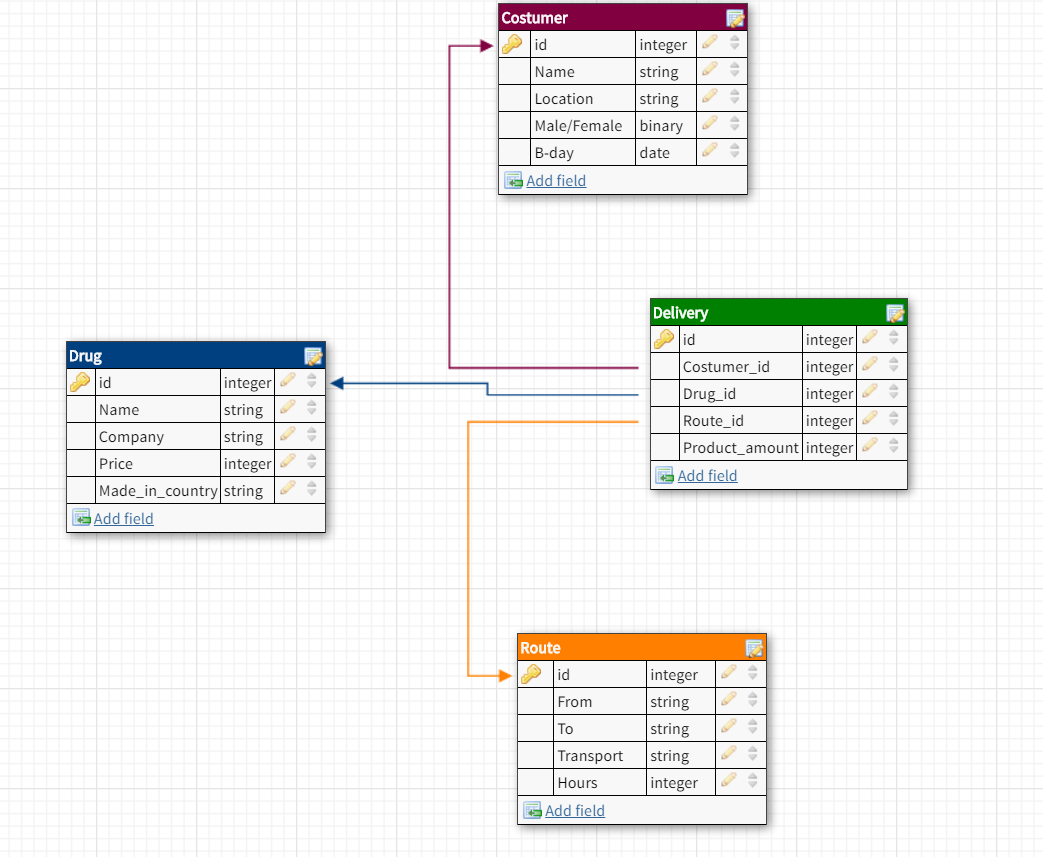 Costumer
id integer
Name string
Location string
Male/Female binary
B-day date
Add field
Delivery
id integer
Costumer_id integer
Drug_id integer
Route_id integer
Product_amount integer
Add field
Drug
id integer
Name string
Company string
Price integer
Made_in_country string
Add field
Route
id integer
From string
To string
Transport string
Hours integer
Add field